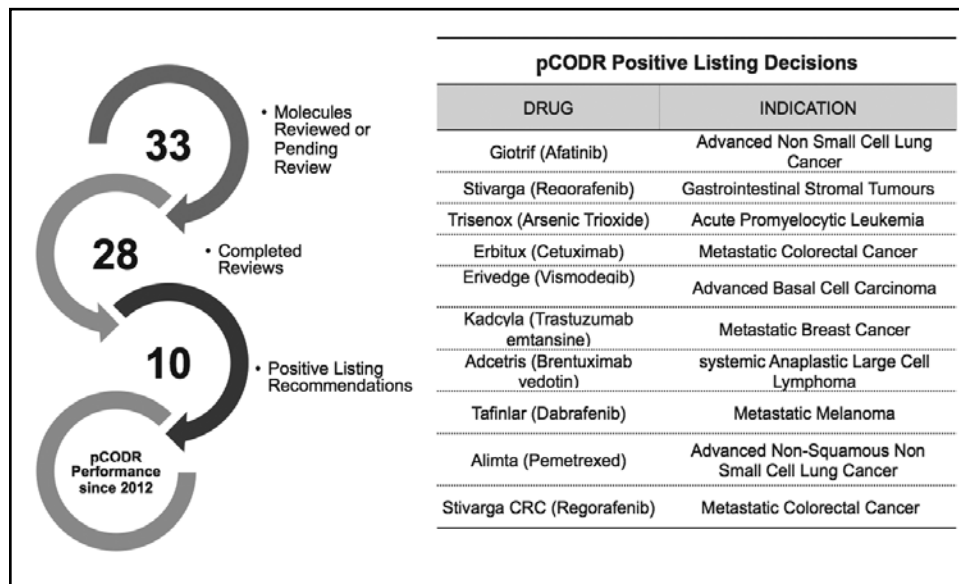 33
• Molecules
Reviewed or
Pending
Review
28
• Completed
Reviews
10
• Positive Listing
Recommendations
pCODR
Performance
since 2012
pCODR Positive Listing Decisions
DRUG INDICATION
Giotrif (Afatinib) Advanced Non Small Cell Lung
Cancer
Stivarga (Regorafenib) Gastrointestinal Stromal Tumours
Trisenox (Arsenic Trioxide) Acute Promyelocytic Leukemia
Erbitux (Cetuximab) Metastatic Colorectal Cancer
Erivedge (Vismodegib) Advanced Basal Cell Carcinoma
Kadcyla (Trastuzumab
emtansine) Metastatic Breast Cancer
Adcetris (Brentuximab
vedotin) systemic Anaplastic Large Cell
Lymphoma
Tafinlar (Dabrafenib) Metastatic Melanoma
Alimta (Pemetrexed) Advanced Non-Squamous Non
Small Cell Lung Cancer
Stivarga CRC (Regorafenib) Metastatic Colorectal Cancer